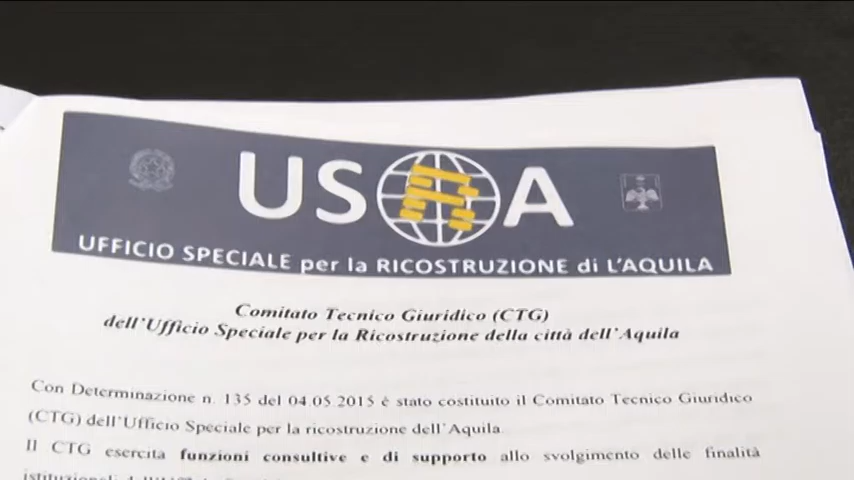 USRA
UFFICIO SPECIALE per la RICOSTRUZIONE di L'AQUILA
Comitato Tecnico Giuridico (CTG)
dell'Ufficio Speciale per la Ricostruzione della città dell'Aquila
Con Determinazione n. 135 del 04 05 2015 è stato costituito il Comitato Tecnico Giuridico
(CTG) dell'Ufficio Speciale per la ricostruzione dell'Aquila.
Il CTG esercita funzioni consultive e di supporto allo svolgimento delle finalità